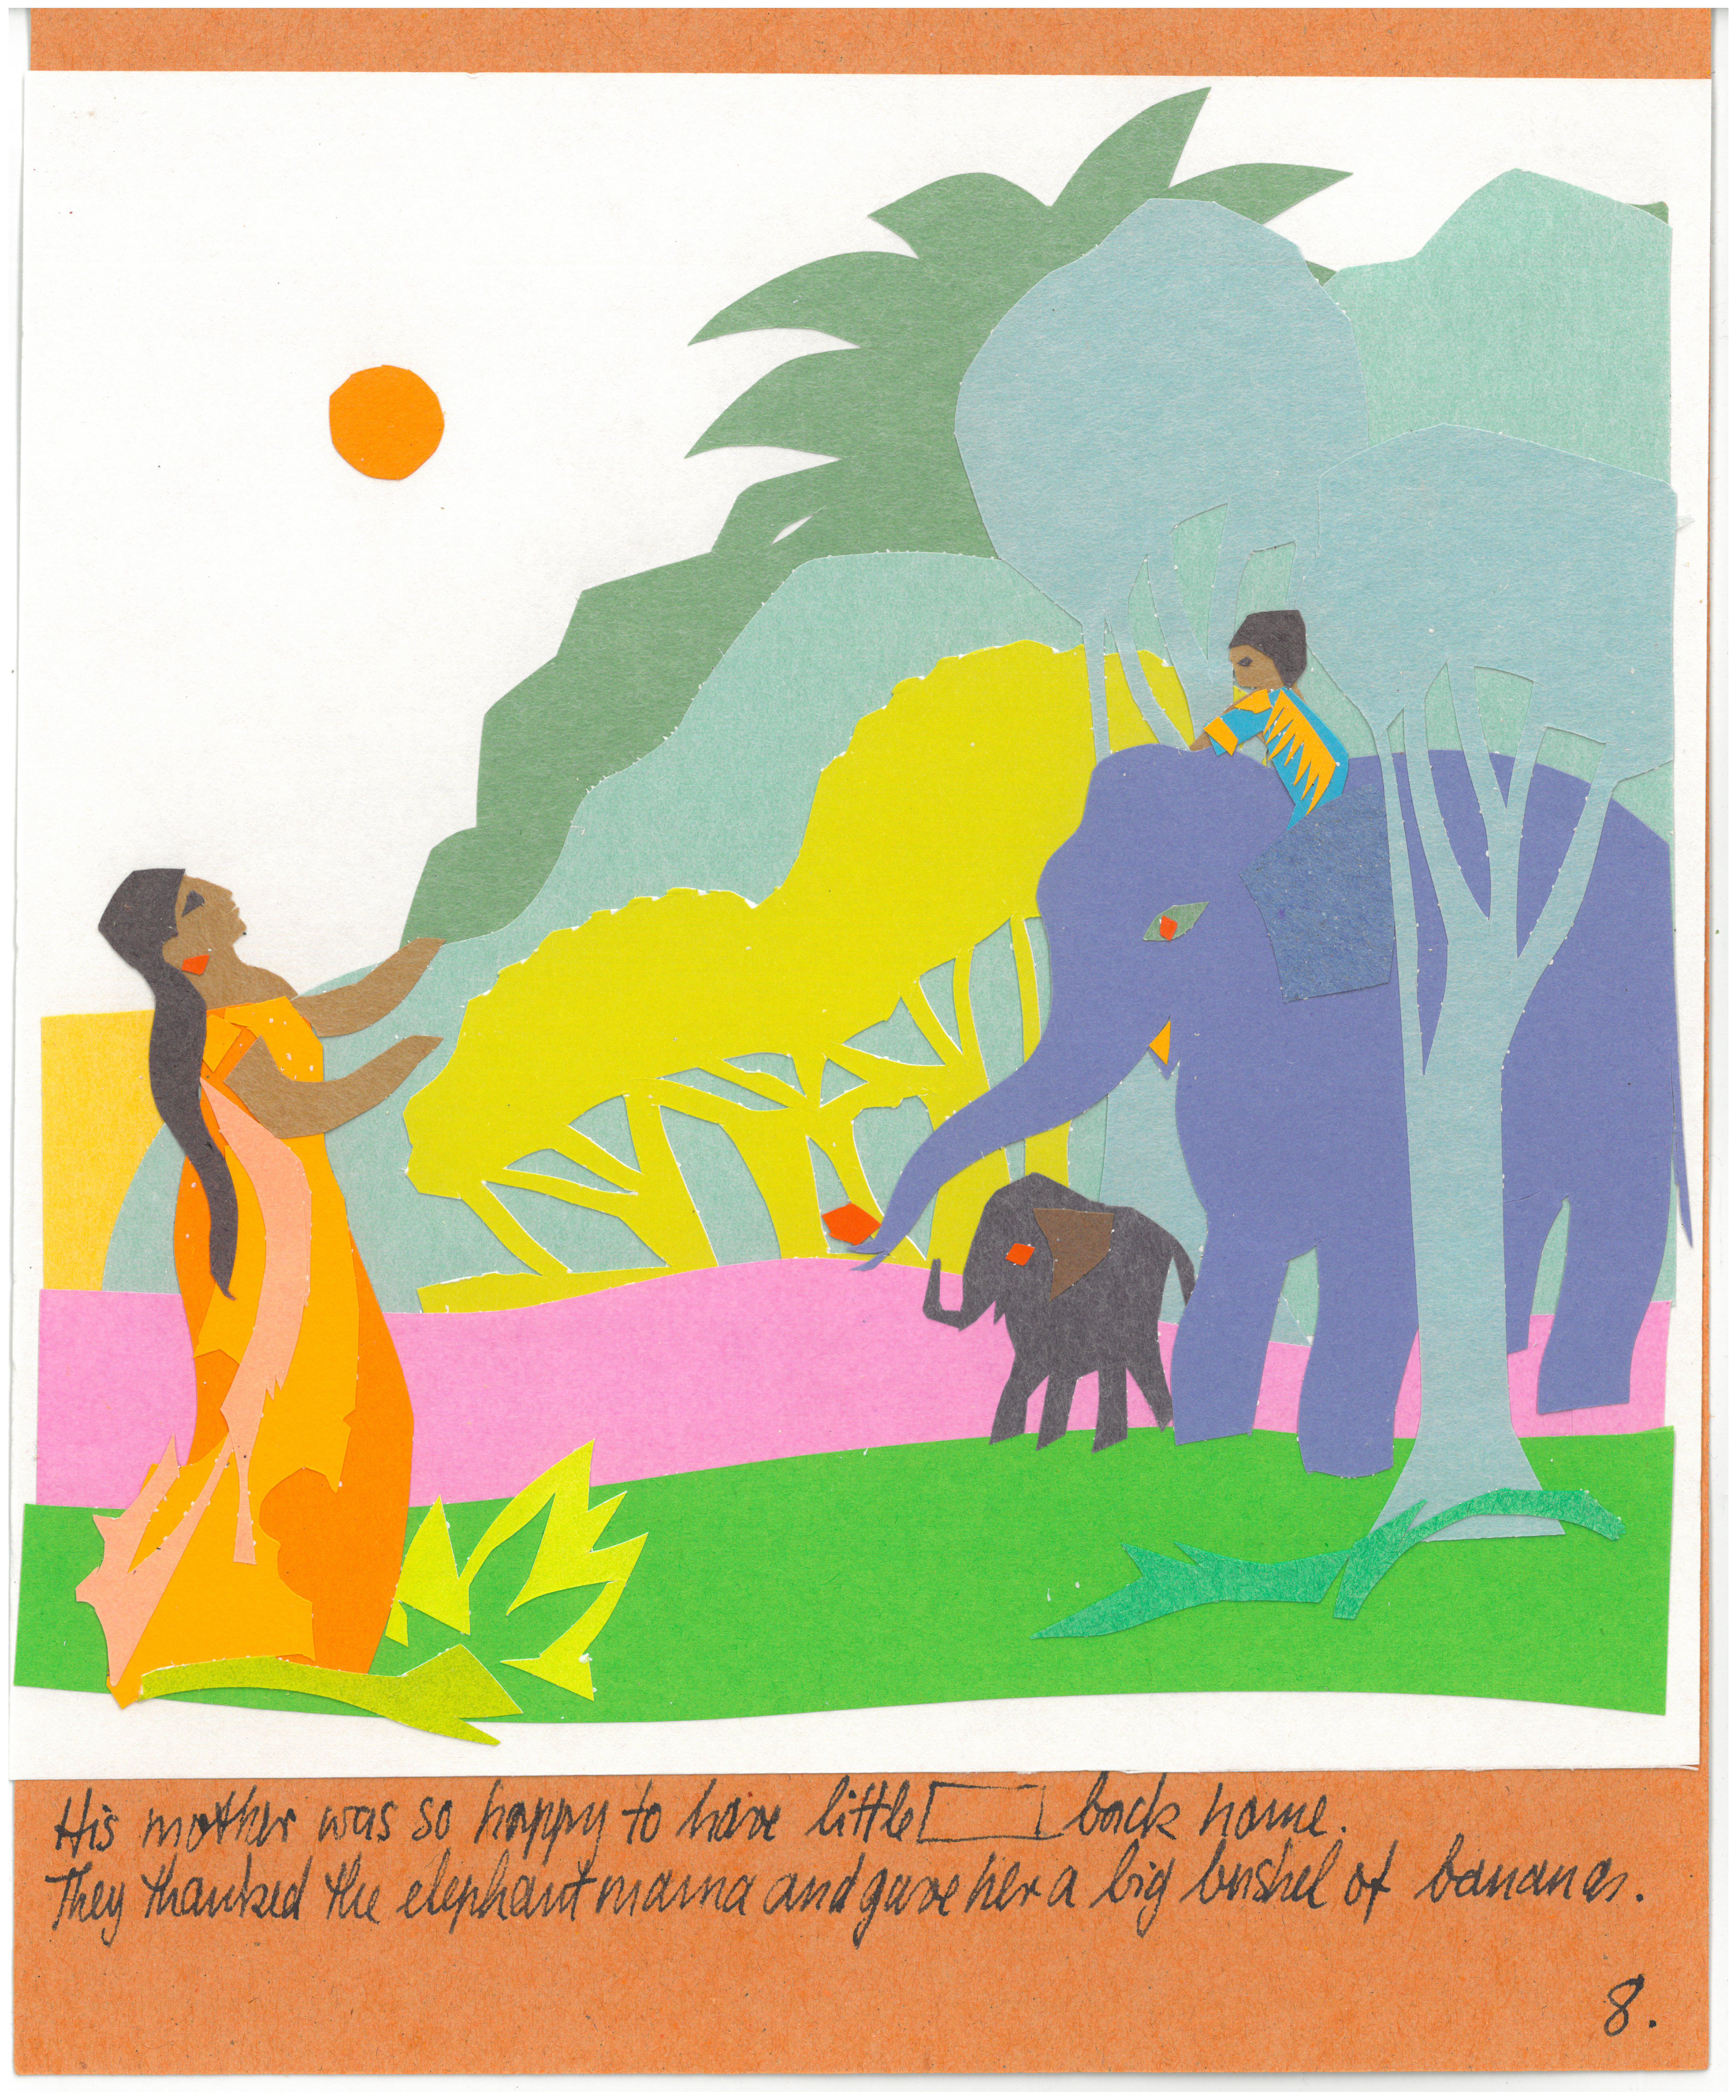 His mother was so happy to have little back home.
They thanked the elephant mama and gave her a big bushel of bananas.
8.